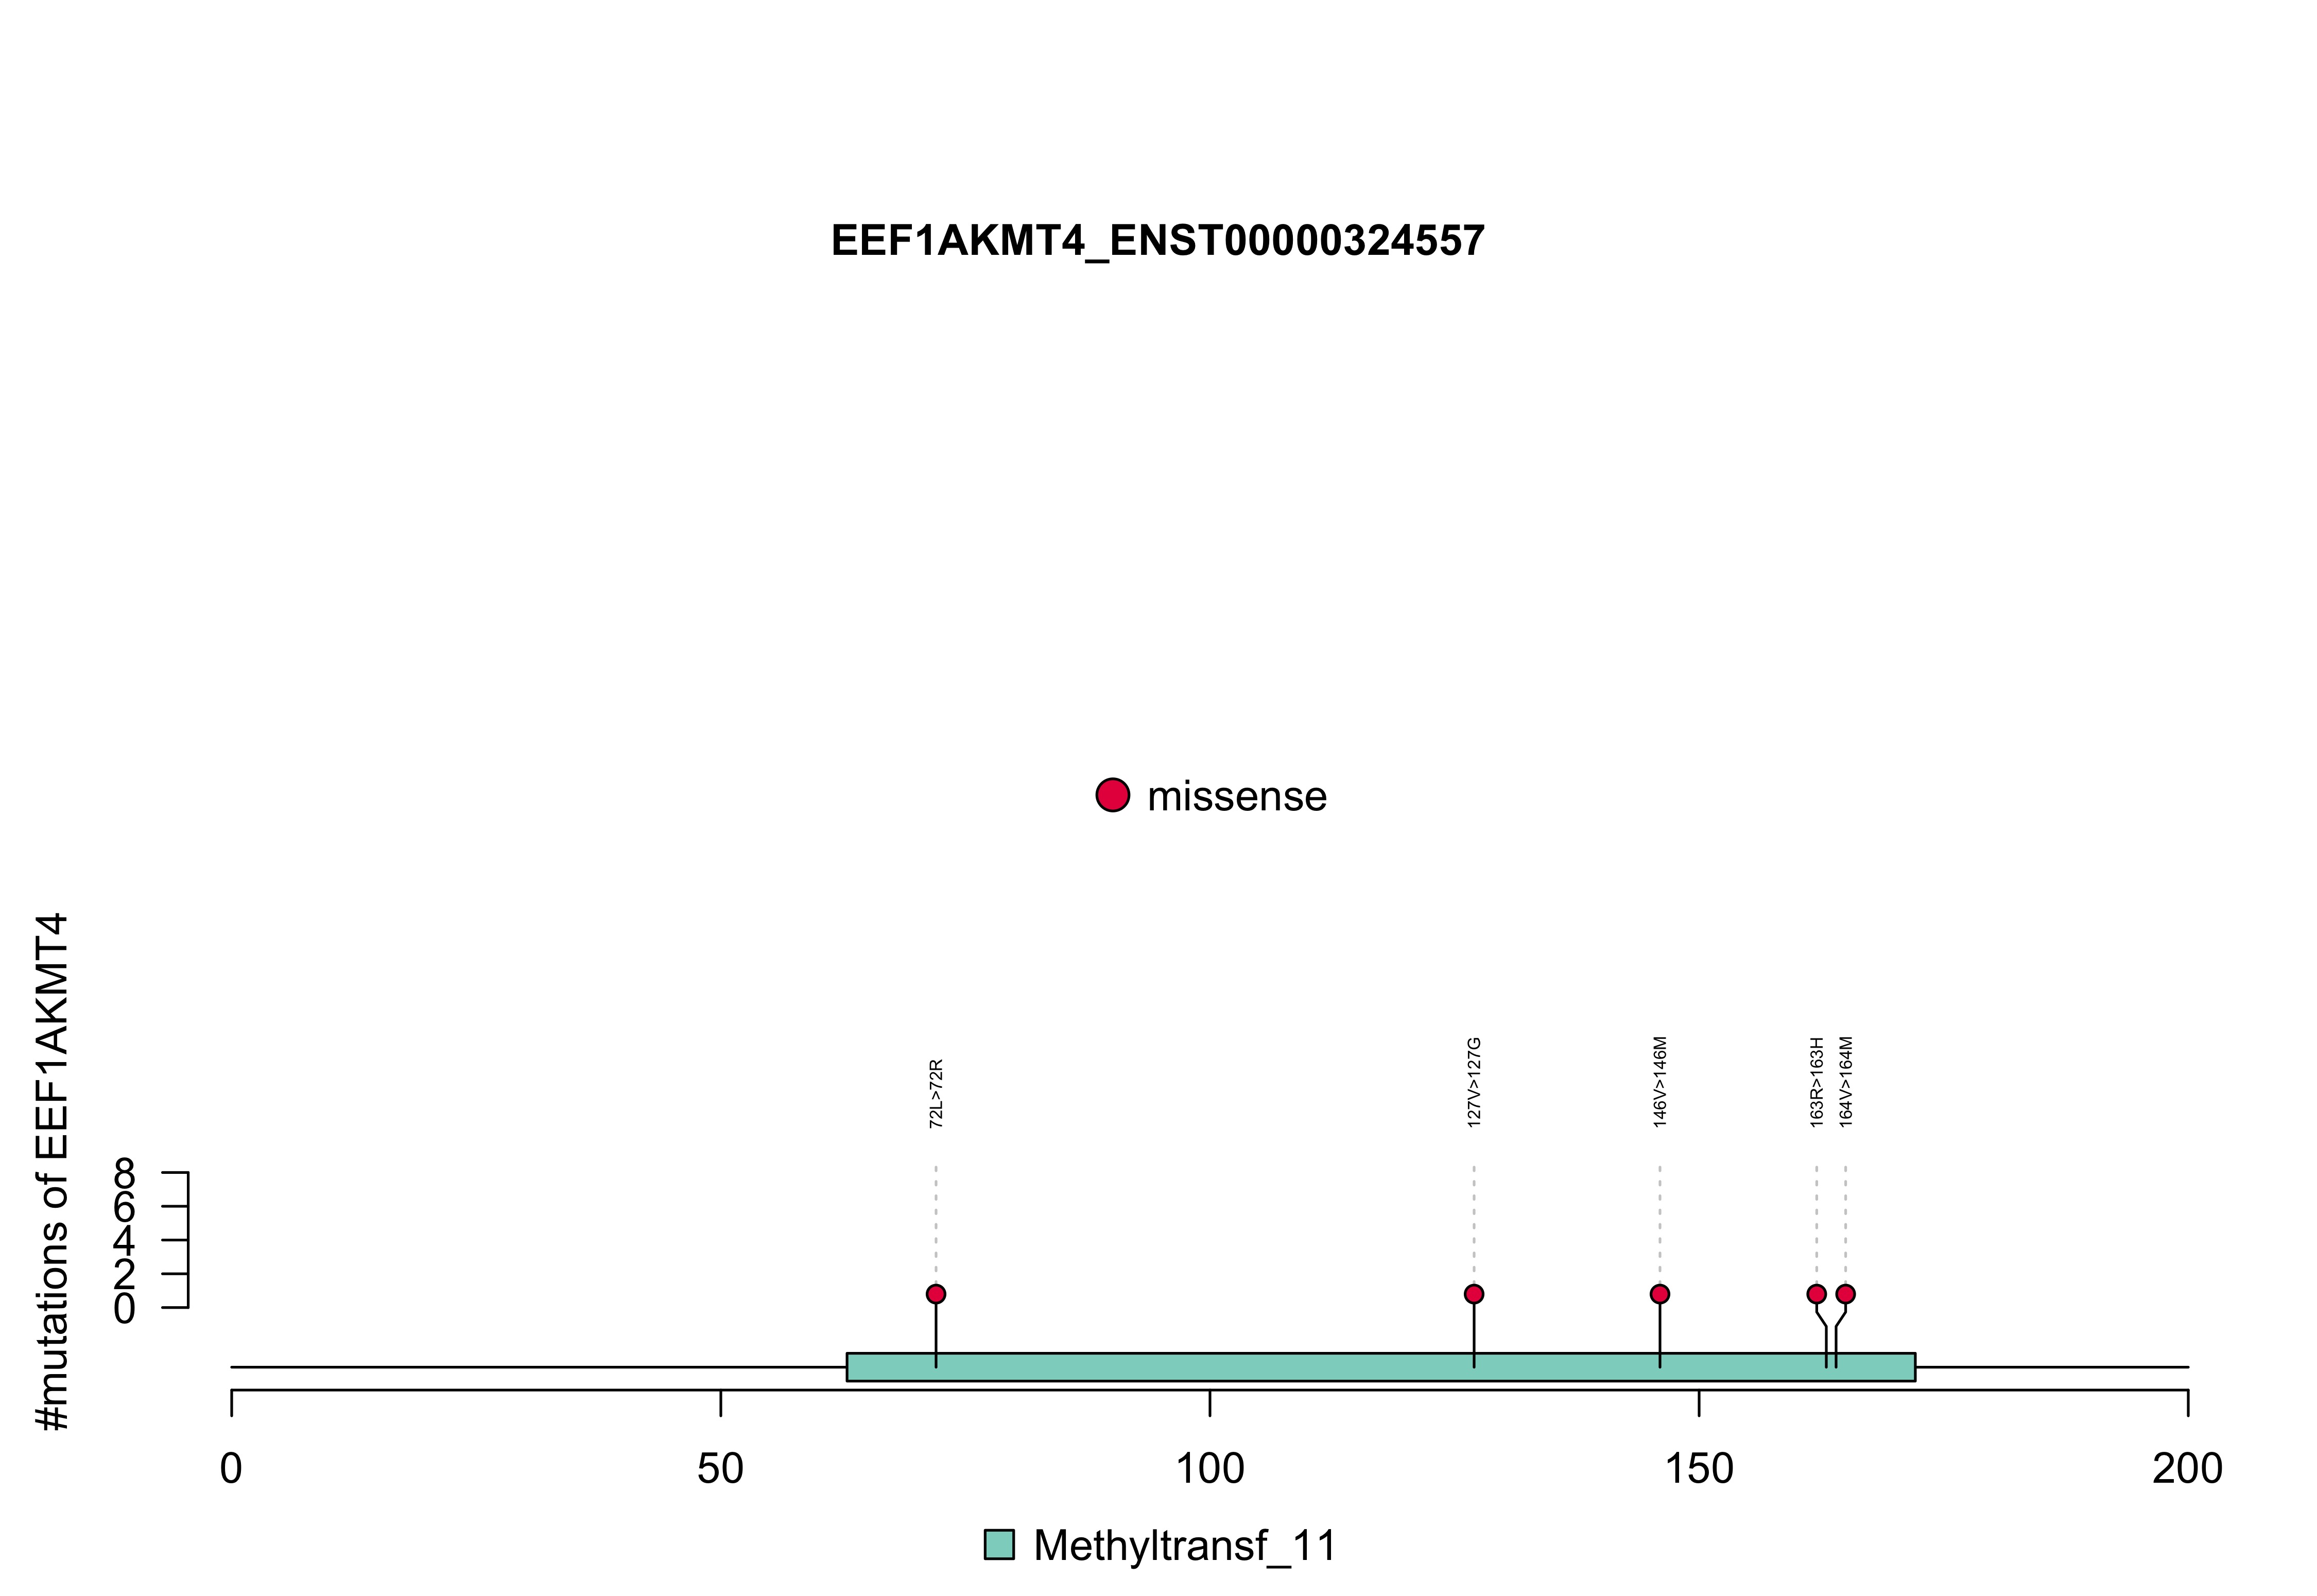 EEF1AKMT4_ENST00000324557
missense
#mutations of EEF1AKMT4
72L>72R
127V>127G
146V>146M
163R>163H
164V>164M
8
6
4
2
0
0 50 100 150 200
Methyltransf_11